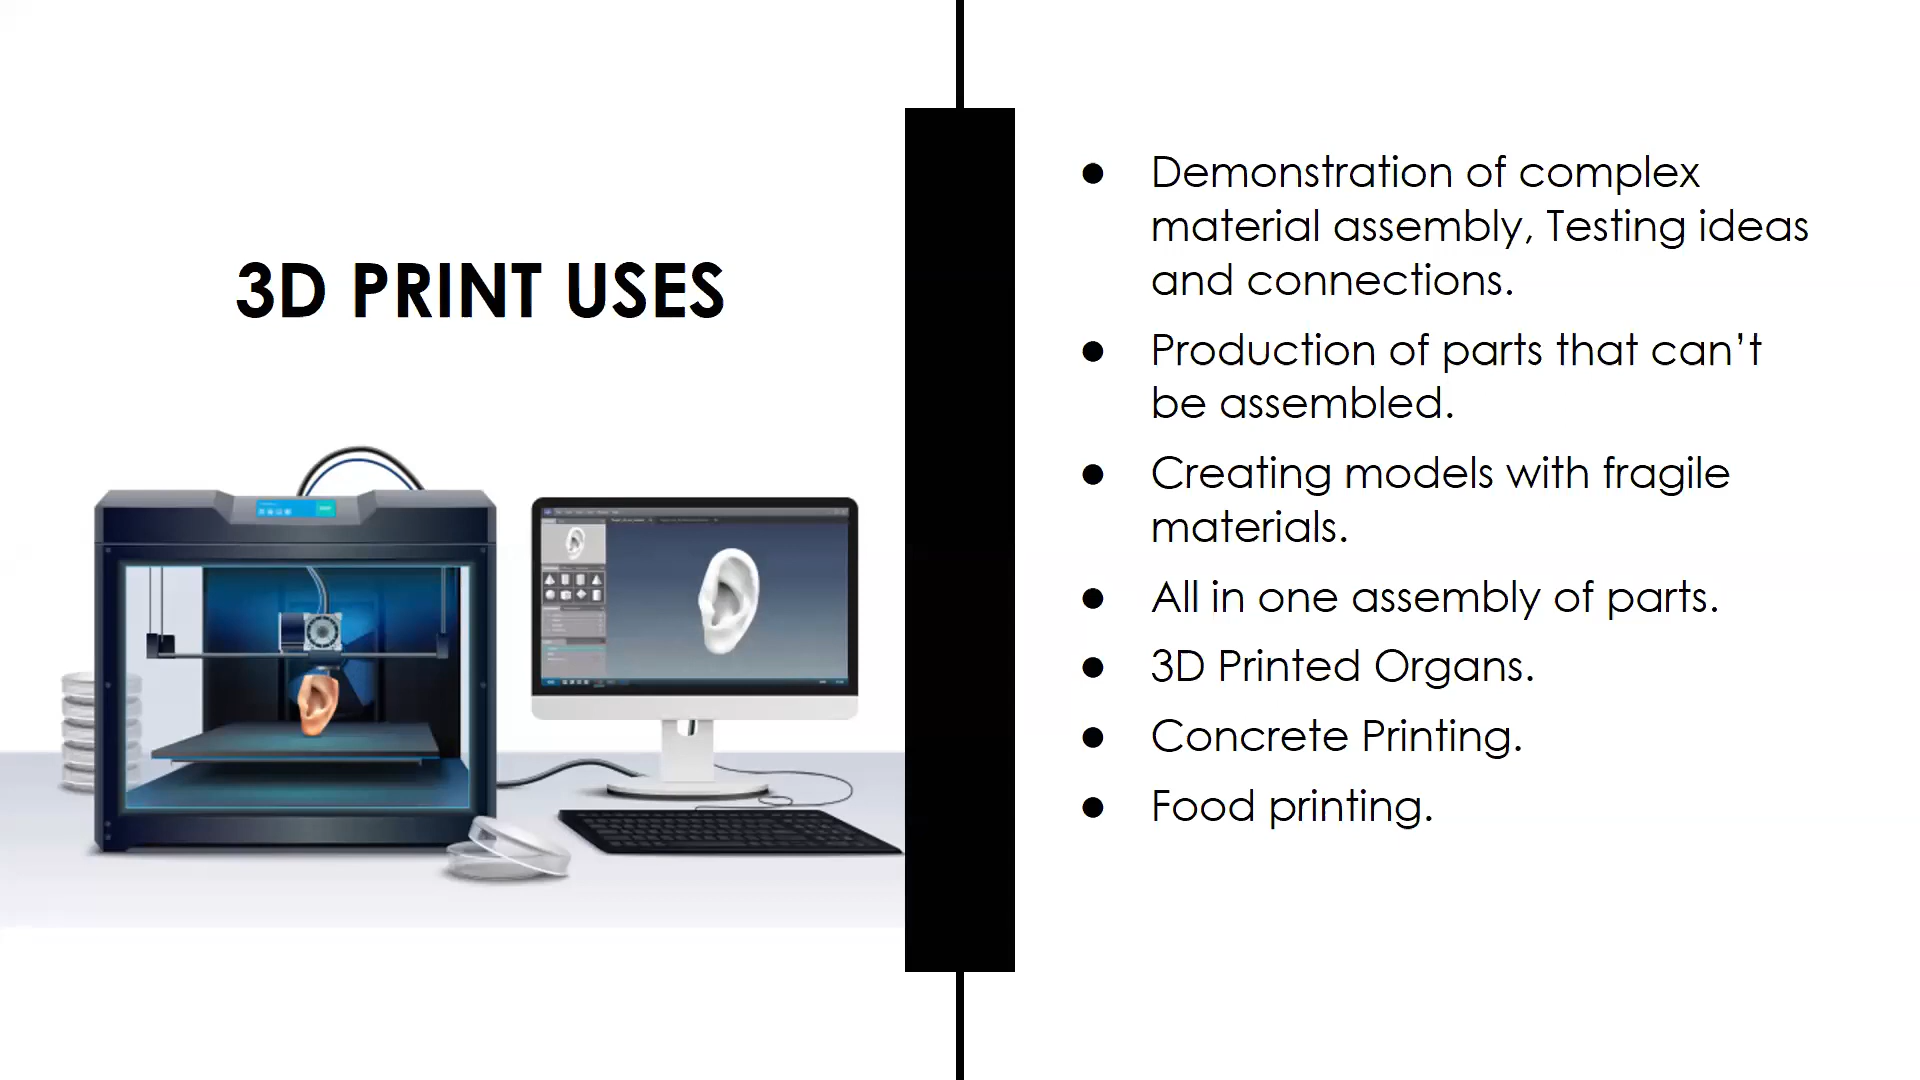 3D PRINT USES
● Demonstration of complex
material assembly, Testing ideas
and connections.
● Production of parts that can’t
be assembled.
● Creating models with fragile
materials.
● All in one assembly of parts.
● 3D Printed Organs.
● Concrete Printing.
● Food printing.